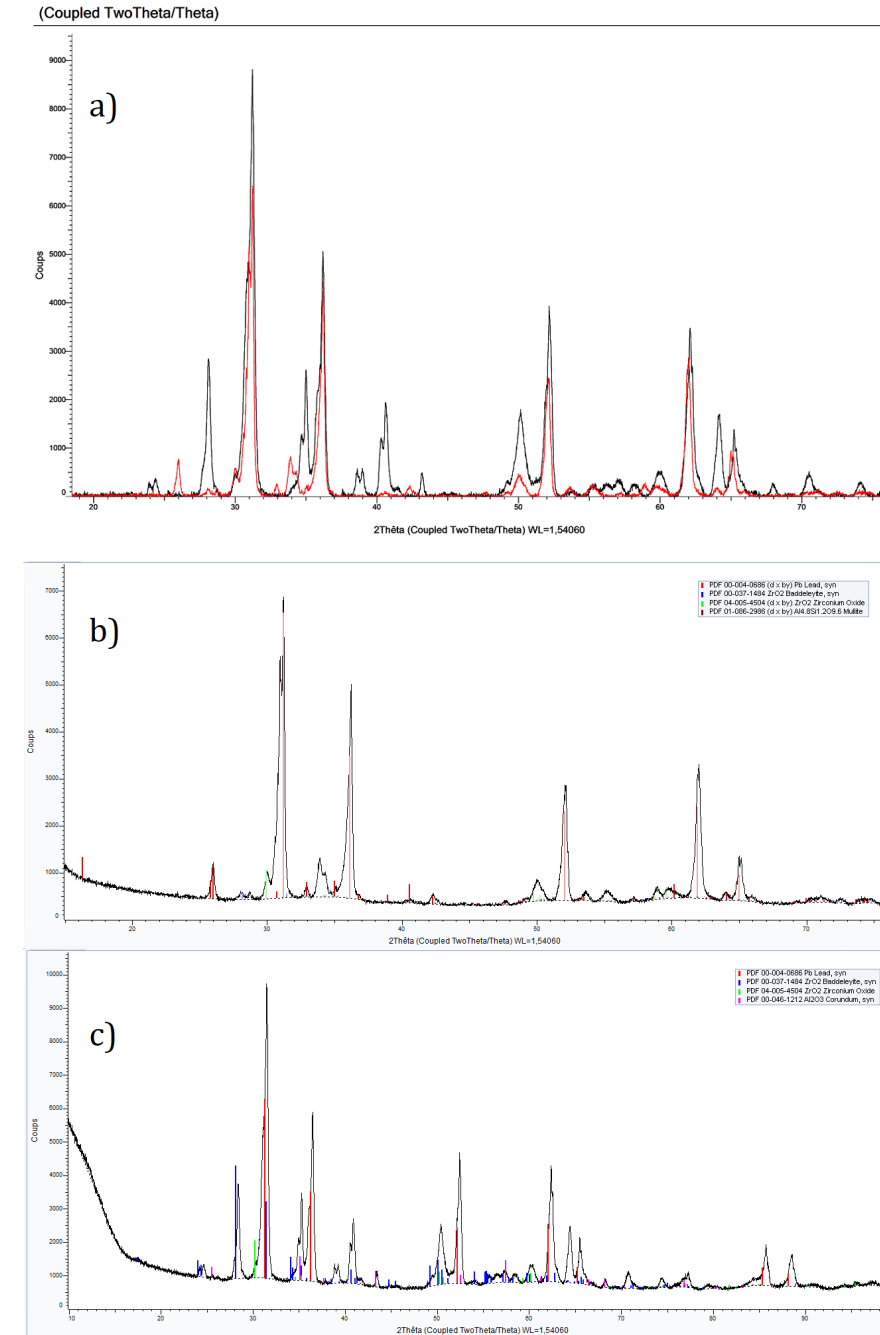 (Coupled TwoTheta/Theta)
a)
Coups
9000
8000
7000
6000
5000
4000
3000
2000
1000
0
20 30 40 50 60 70
2Thêta (Coupled TwoTheta/Theta) WL=1,54060
b)
PDF 00-004-0686 (d x by) Pb Lead, syn
PDF 00-037-1484 ZrO2 Baddeleyite, syn
PDF 04-005-4504 (d x by) ZrO2 Zirconium Oxide
PDF 01-086-2986 (d x by) Al4.8Si1.2O9.6 Mullite
Coups
7000
6000
5000
4000
3000
2000
1000
0
20 30 40 50 60 70
2Thêta (Coupled TwoTheta/Theta) WL=1,54060
c)
PDF 00-004-0686 Pb Lead, syn
PDF 00-037-1484 ZrO2 Baddeleyite, syn
PDF 04-005-4504 ZrO2 Zirconium Oxide
PDF 00-046-1212 Al2O3 Corundum, syn
Coups
10000
9000
8000
7000
6000
5000
4000
3000
2000
1000
0
10 20 30 40 50 60 70 80 90
2Thêta (Coupled TwoTheta/Theta) WL=1,54060